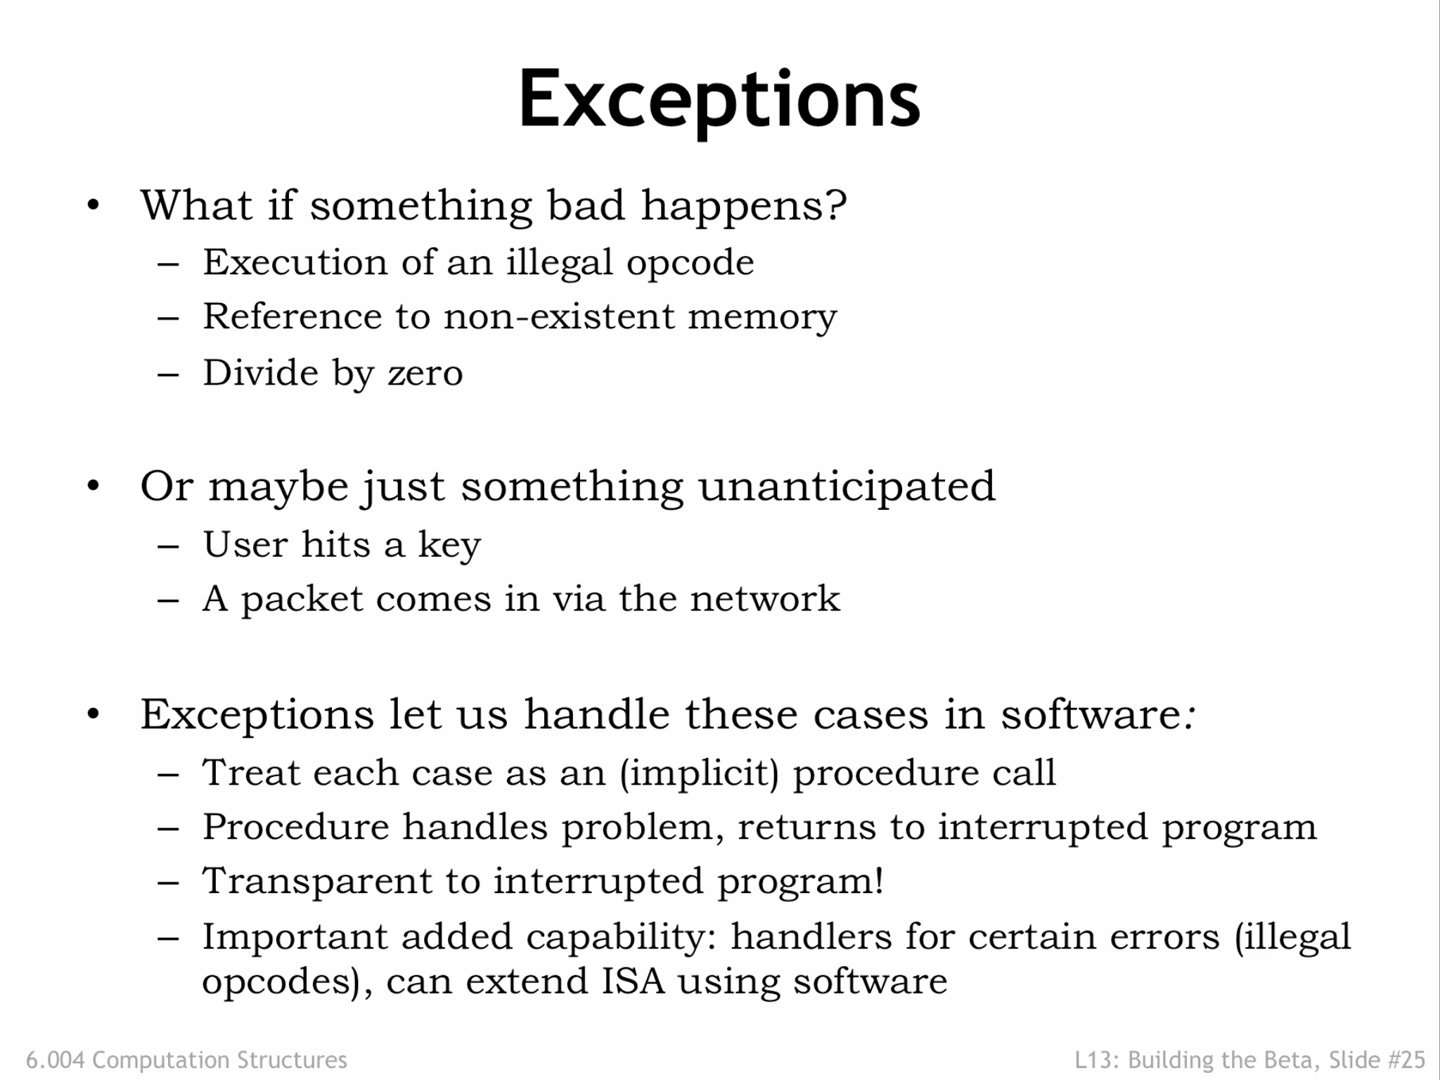 Exceptions
• What if something bad happens?
– Execution of an illegal opcode
– Reference to non-existent memory
– Divide by zero
• Or maybe just something unanticipated
– User hits a key
– A packet comes in via the network
• Exceptions let us handle these cases in software:
– Treat each case as an (implicit) procedure call
– Procedure handles problem, returns to interrupted program
– Transparent to interrupted program!
– Important added capability: handlers for certain errors (illegal
opcodes), can extend ISA using software
6.004 Computation Structures
L13: Building the Beta, Slide #25